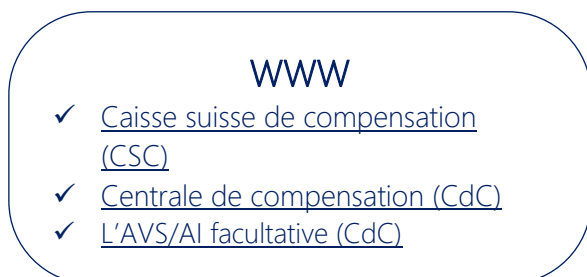 WWW
✓ Caisse suisse de compensation
(CSC)
✓ Centrale de compensation (CdC)
✓ L'AVS/AI facultative (CdC)